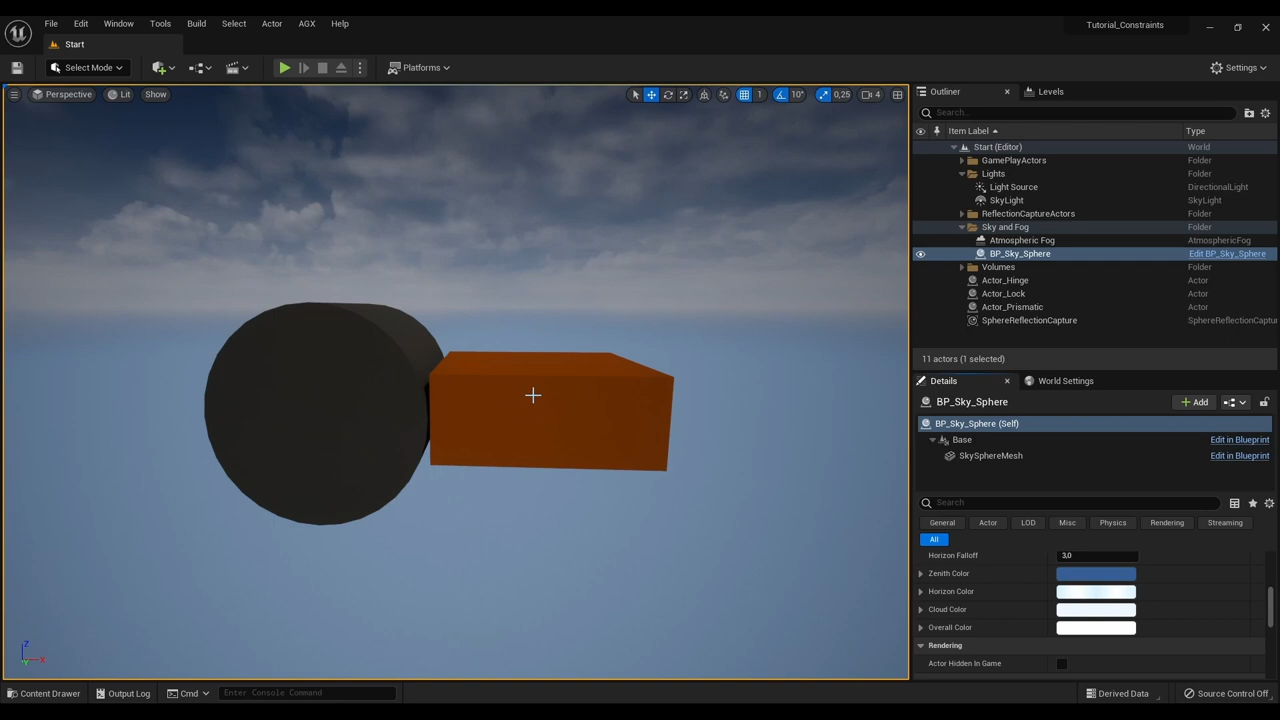 File Edit Window Tools Build Select Actor AGX Help
Tutorial_Constraints
Start
Select Mode
Platforms
Settings
Perspective Lit Show
1 10° 0,25 4
Outliner Levels
Search...
Item Label Type
Start (Editor) World
GamePlayActors Folder
Lights Folder
Light Source DirectionalLight
SkyLight SkyLight
ReflectionCaptureActors Folder
Sky and Fog Folder
Atmospheric Fog AtmosphericFog
BP_Sky_Sphere Edit BP_Sky_Sphere
Volumes Folder
Actor_Hinge Actor
Actor_Lock Actor
Actor_Prismatic Actor
SphereReflectionCapture SphereReflectionCaptur
11 actors (1 selected)
Details World Settings
BP_Sky_Sphere
Add
BP_Sky_Sphere (Self)
Base Edit in Blueprint
SkySphereMesh Edit in Blueprint
Search
General Actor LOD Misc Physics Rendering Streaming
All
Horizon Falloff 3,0
Zenith Color
Horizon Color
Cloud Color
Overall Color
Rendering
Actor Hidden In Game
Z
Y X
Content Drawer Output Log Cmd Enter Console Command
Derived Data Source Control Off